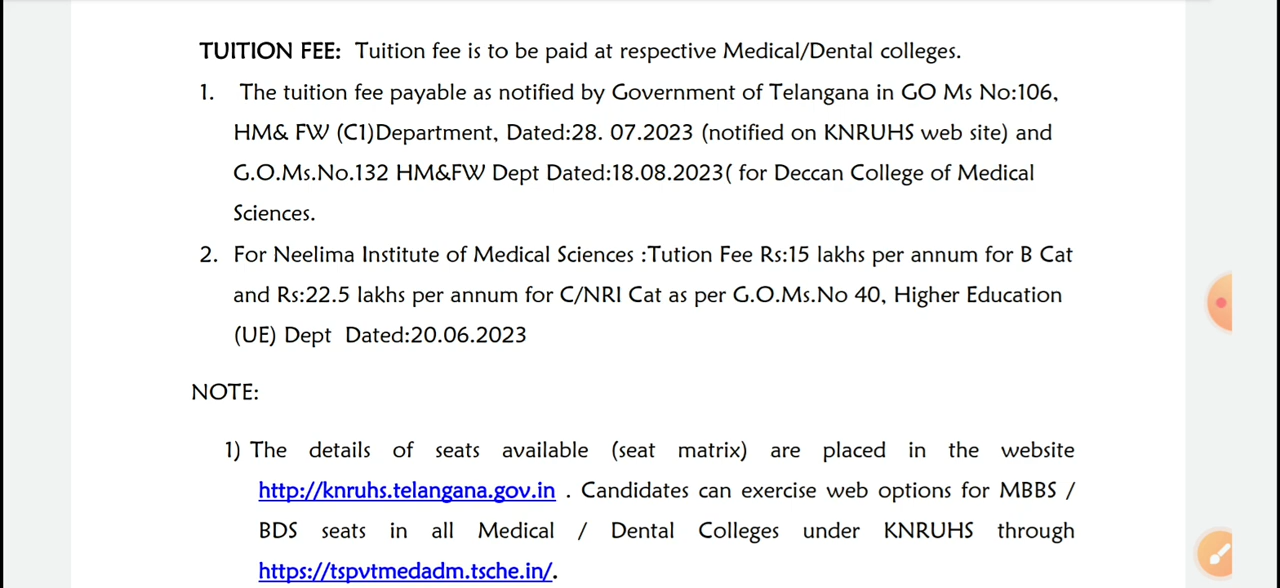 TUITION FEE: Tuition fee is to be paid at respective Medical/Dental colleges.
1. The tuition fee payable as notified by Government of Telangana in GO Ms No:106,
HM& FW (C1)Department, Dated:28. 07.2023 (notified on KNRUHS web site) and
G.O.Ms.No.132 HM&FW Dept Dated:18.08.2023( for Deccan College of Medical
Sciences.
2. For Neelima Institute of Medical Sciences :Tution Fee Rs:15 lakhs per annum for B Cat
and Rs:22.5 lakhs per annum for C/NRI Cat as per G.O.Ms.No 40, Higher Education
(UE) Dept Dated:20.06.2023
NOTE:
1) The details of seats available (seat matrix) are placed in the website
http://knruhs.telangana.gov.in . Candidates can exercise web options for MBBS /
BDS seats in all Medical / Dental Colleges under KNRUHS through
https://tspvtmedadm.tsche.in/.